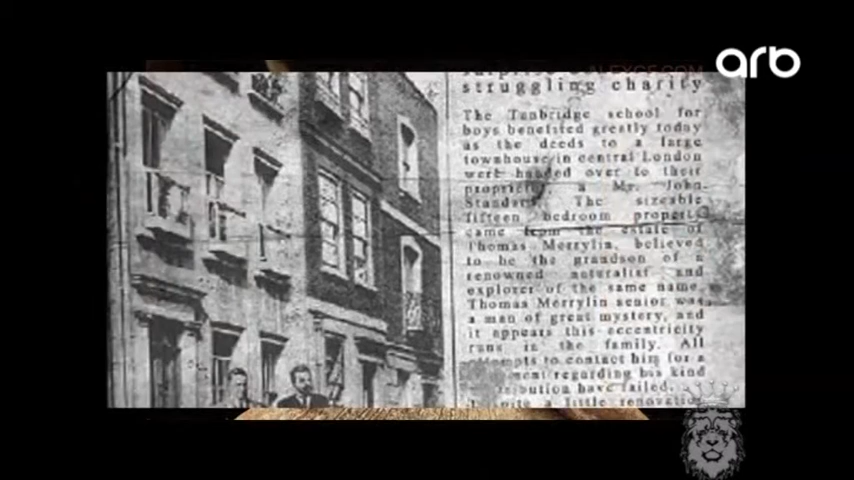 arb
ALEXCF.COM
struggling charity
The Tunbridge school for
boys benefited greatly today
as the deeds to a large
townhouse in central London
were handed over to their
a Mr. John
The sizeable
fifteen bedroom property
came from the estate of
Thomas Merrylin, believed
to be the grandson of a
renowned naturalist and
explorer of the same name.
Thomas Merrylin senior was
a man of great mystery, and
it appears this eccentricity
runs in the family. All
to contact him for a
regarding his kind
have failed.
a little renovation